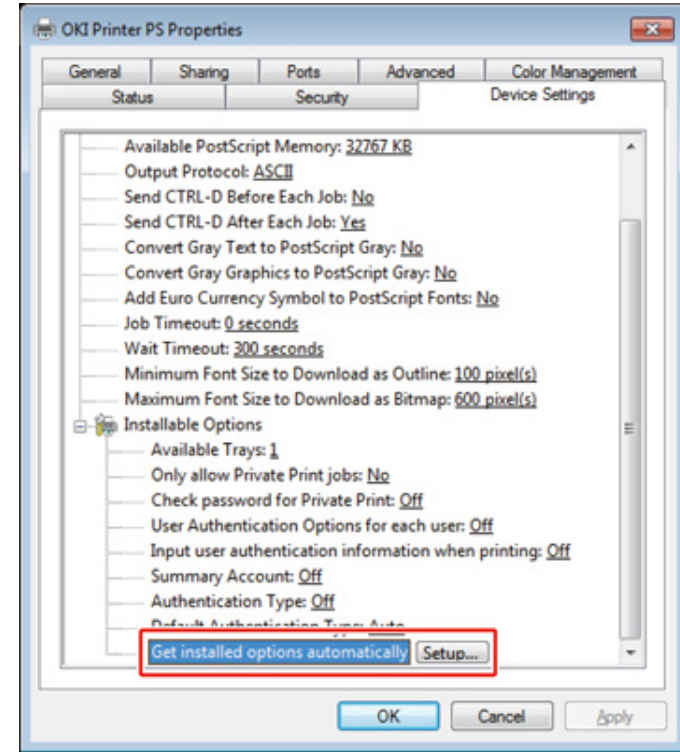 OKI Printer PS Properties
General Sharing Ports Advanced Color Management
Status Security Device Settings
Available PostScript Memory: 32767 KB
Output Protocol: ASCII
Send CTRL-D Before Each Job: No
Send CTRL-D After Each Job: Yes
Convert Gray Text to PostScript Gray: No
Convert Gray Graphics to PostScript Gray: No
Add Euro Currency Symbol to PostScript Fonts: No
Job Timeout: 0 seconds
Wait Timeout: 300 seconds
Minimum Font Size to Download as Outline: 100 pixel(s)
Maximum Font Size to Download as Bitmap: 600 pixel(s)
Installable Options
Available Trays: 1
Only allow Private Print jobs: No
Check password for Private Print: Off
User Authentication Options for each user: Off
Input user authentication information when printing: Off
Summary Account: Off
Authentication Type: Off
Default Authentication Type: Auto
Get installed options automatically Setup...
OK Cancel Apply